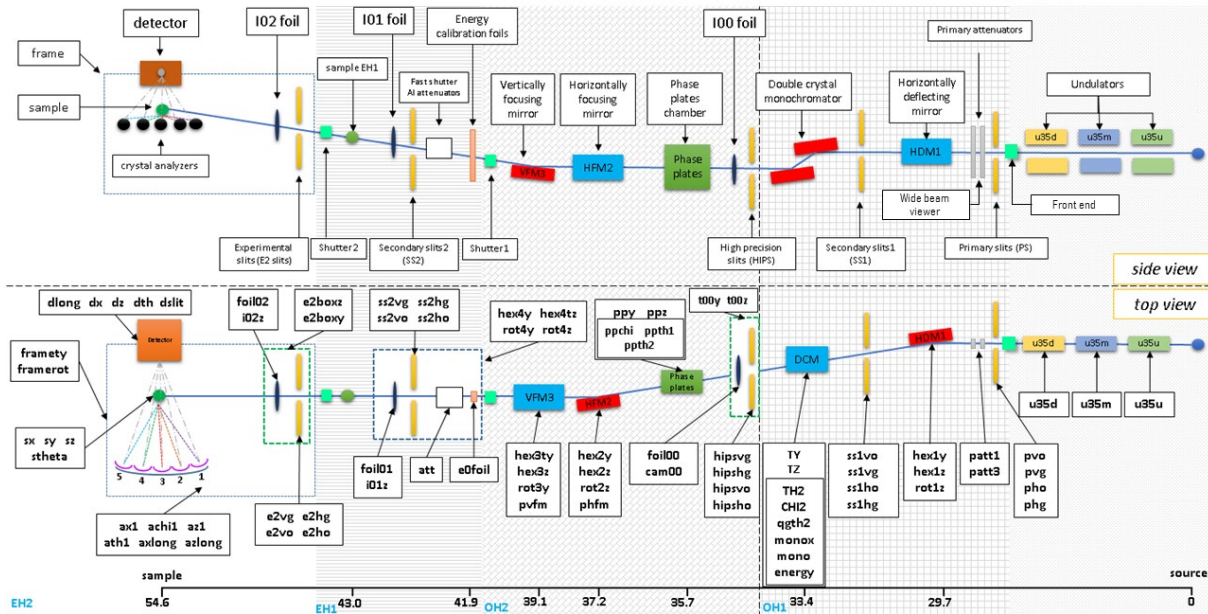 detector
I02 foil
I01 foil
Energy
calibration foils
I00 foil
Primary attenuators
frame
sample EH1
Fast shutter
Al attenuators
Vertically
focusing
mirror
Horizontally
focusing
mirror
Phase
plates
chamber
Double crystal
monochromator
Horizontally
deflecting
mirror
Undulators
sample
u35d
u35m
u35u
crystal analyzers
VFM3
HFM2
Phase
plates
HDM1
Wide beam
viewer
Front end
Experimental
slits (E2 slits)
Shutter2
Secondary slits2
(SS2)
Shutter1
High precision
slits (HIPS)
Secondary slits1
(SS1)
Primary slits (PS)
side view
top view
dlong dx dz dth dslit
foil02
i02z
e2boxz
e2boxy
ss2vg ss2hg
ss2vo ss2ho
hex4y hex4tz
rot4y rot4z
ppy ppz
ppchi ppth1
ppth2
t00y t00z
Detector
framety
framerot
VFM3
HFM2
Phase
plates
DCM
HDM1
u35d
u35m
u35u
sx sy sz
stheta
u35d
u35m
u35u
5 4 3 2 1
foil01
i01z
att
e0foil
hex3ty
hex3z
rot3y
pvfm
hex2y
hex2z
rot2z
phfm
foil00
cam00
hipsvg
hipshg
hipsvo
hipsho
TY
TZ
TH2
CHI2
qgth2
monox
mono
energy
ss1vo
ss1vg
ss1ho
ss1hg
hex1y
hex1z
rot1z
patt1
patt3
pvo
pvg
pho
phg
ax1 achi1 az1
ath1 axlong azlong
e2vg e2hg
e2vo e2ho
sample
source
EH2
54.6
EH1
43.0
41.9
OH2
39.1
37.2
35.7
OH1
33.4
29.7
0